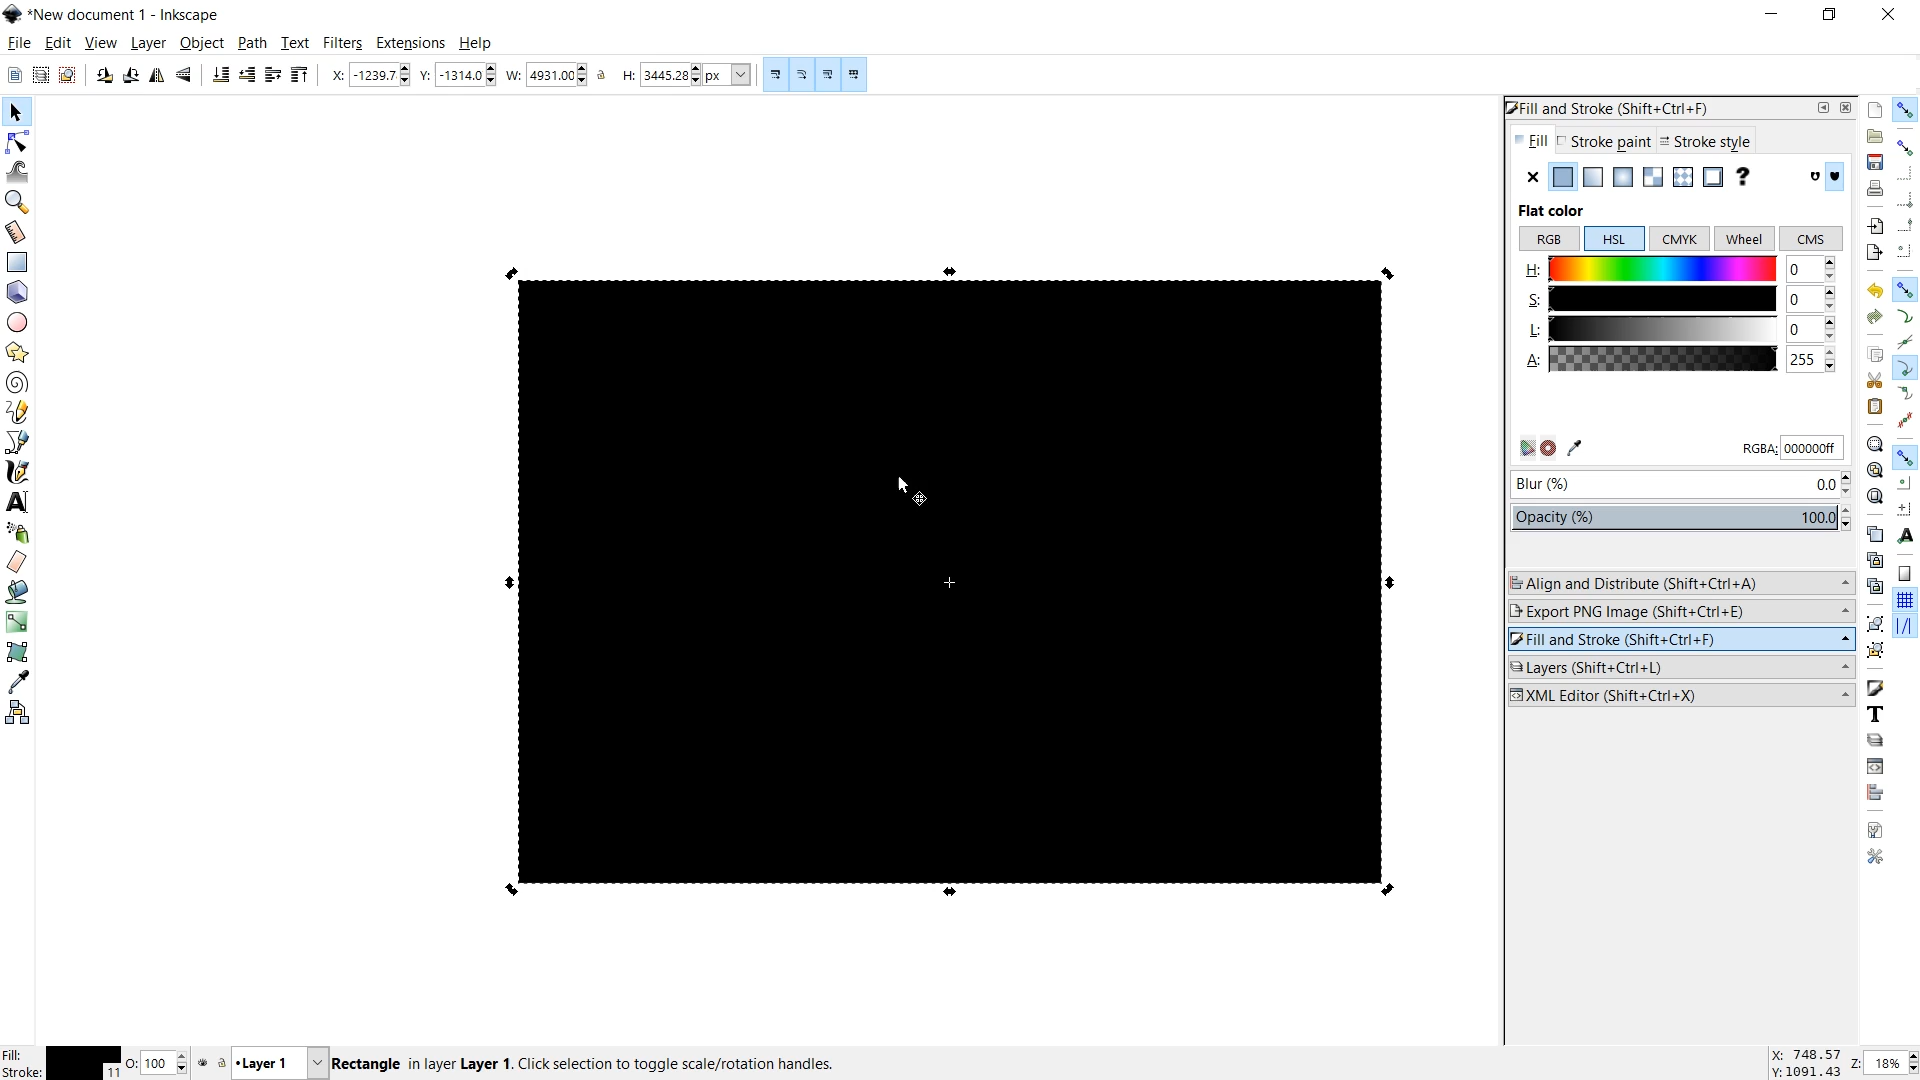 *New document 1 - Inkscape
File Edit View Layer Object Path Text Filters Extensions Help
X: -1239.7 Y: -1314.0 W: 4931.00 H: 3445.28 px
Fill and Stroke (Shift+Ctrl+F)
Fill Stroke paint Stroke style
?
Flat color
RGB HSL CMYK Wheel CMS
H: 0
S: 0
L: 0
A: 255
RGBA: 000000ff
Blur (%) 0.0
Opacity (%) 100.0
Align and Distribute (Shift+Ctrl+A)
Export PNG Image (Shift+Ctrl+E)
Fill and Stroke (Shift+Ctrl+F)
Layers (Shift+Ctrl+L)
XML Editor (Shift+Ctrl+X)
Fill:
Stroke: 11
O: 100
•Layer 1
Rectangle in layer Layer 1. Click selection to toggle scale/rotation handles.
X: 748.57
Y: 1091.43
Z: 18%